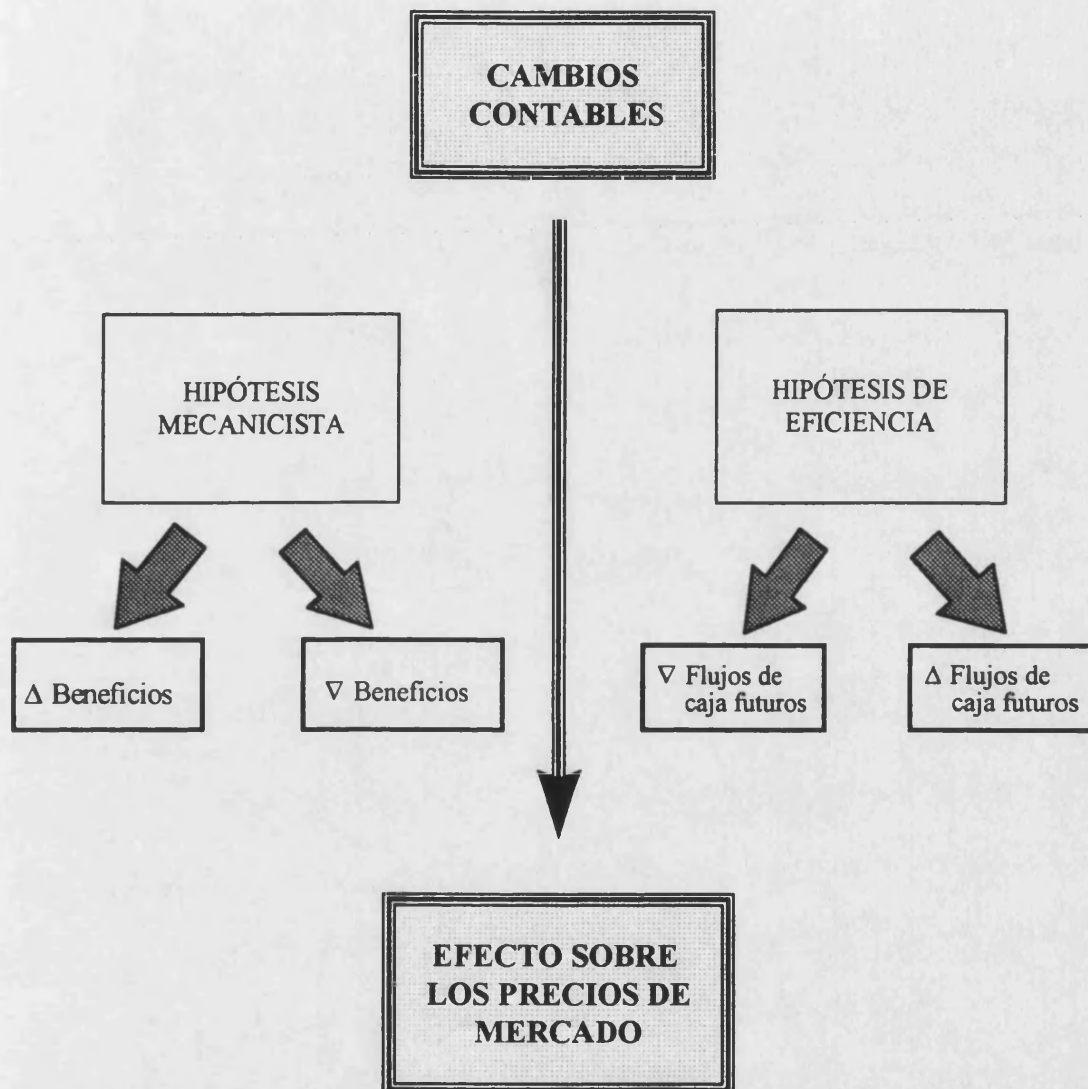 CAMBIOS
CONTABLES
HIPÓTESIS
MECANICISTA
HIPÓTESIS DE
EFICIENCIA
Δ Beneficios
∇ Beneficios
∇ Flujos de
caja futuros
Δ Flujos de
caja futuros
EFECTO SOBRE
LOS PRECIOS DE
MERCADO